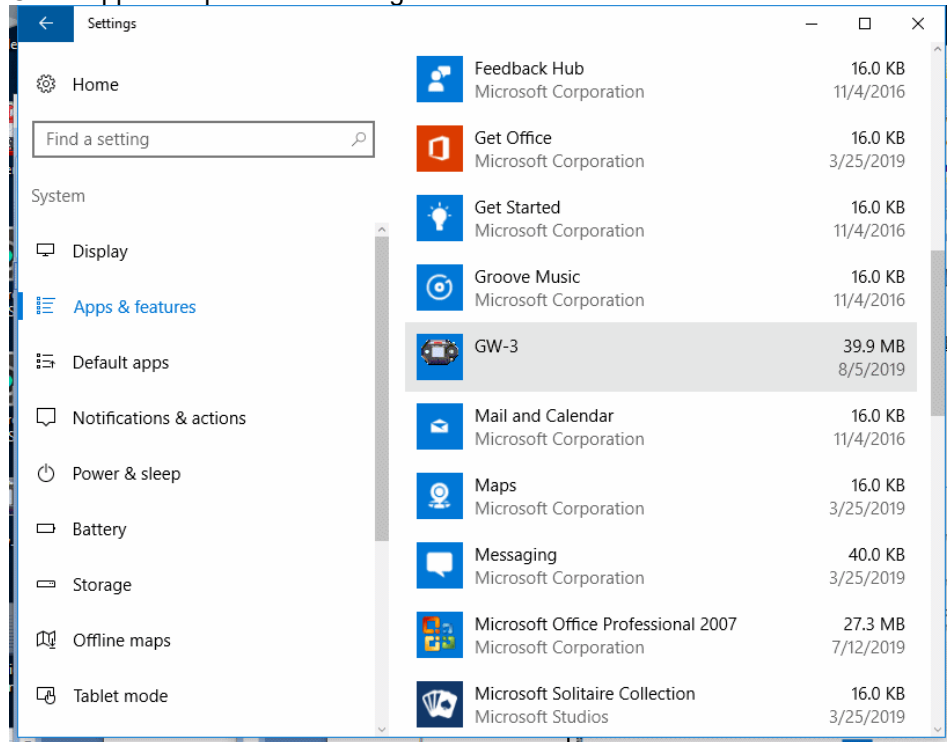 Settings
Home
Find a setting
System
Display
Apps & features
Default apps
Notifications & actions
Power & sleep
Battery
Storage
Offline maps
Tablet mode
Feedback Hub 16.0 KB
Microsoft Corporation 11/4/2016
Get Office 16.0 KB
Microsoft Corporation 3/25/2019
Get Started 16.0 KB
Microsoft Corporation 11/4/2016
Groove Music 16.0 KB
Microsoft Corporation 11/4/2016
GW-3 39.9 MB
8/5/2019
Mail and Calendar 16.0 KB
Microsoft Corporation 11/4/2016
Maps 16.0 KB
Microsoft Corporation 3/25/2019
Messaging 40.0 KB
Microsoft Corporation 3/25/2019
Microsoft Office Professional 2007 27.3 MB
Microsoft Corporation 7/12/2019
Microsoft Solitaire Collection 16.0 KB
Microsoft Studios 3/25/2019